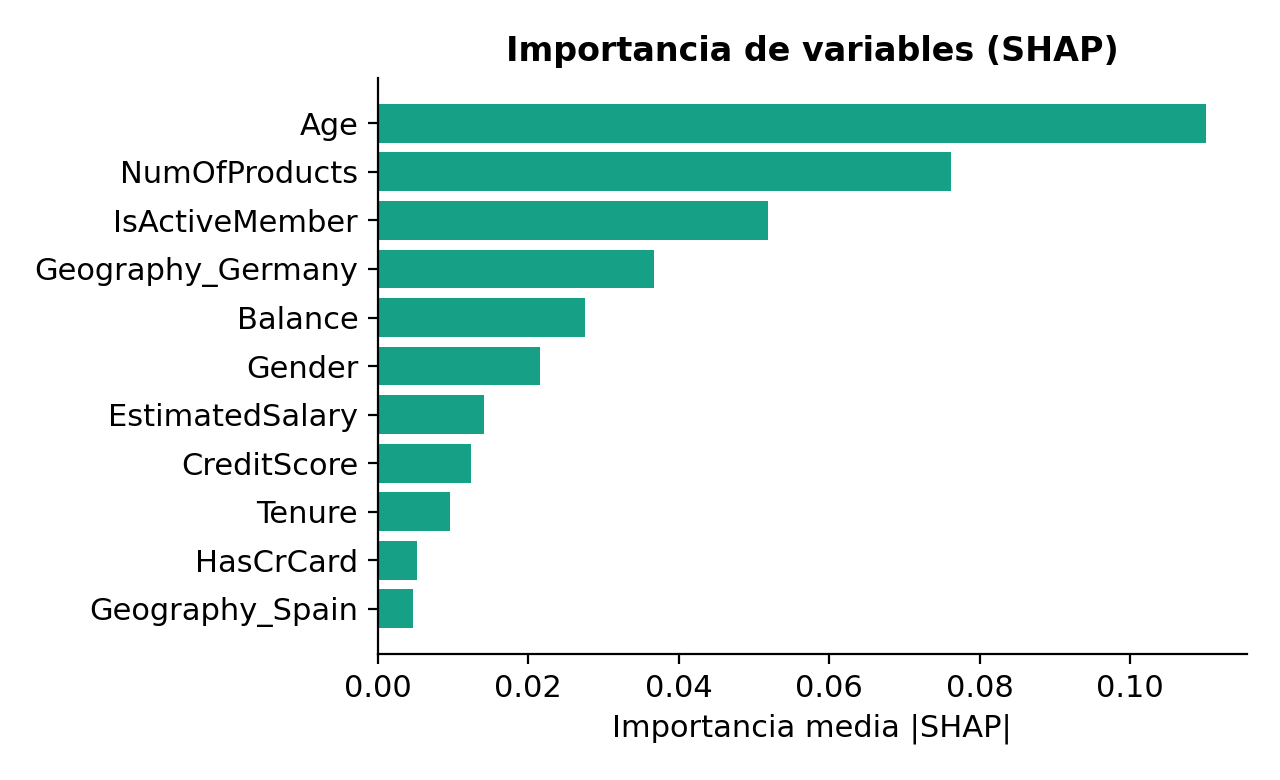 Importancia de variables (SHAP)
Age
NumOfProducts
IsActiveMember
Geography_Germany
Balance
Gender
EstimatedSalary
CreditScore
Tenure
HasCrCard
Geography_Spain
0.00 0.02 0.04 0.06 0.08 0.10
Importancia media |SHAP|